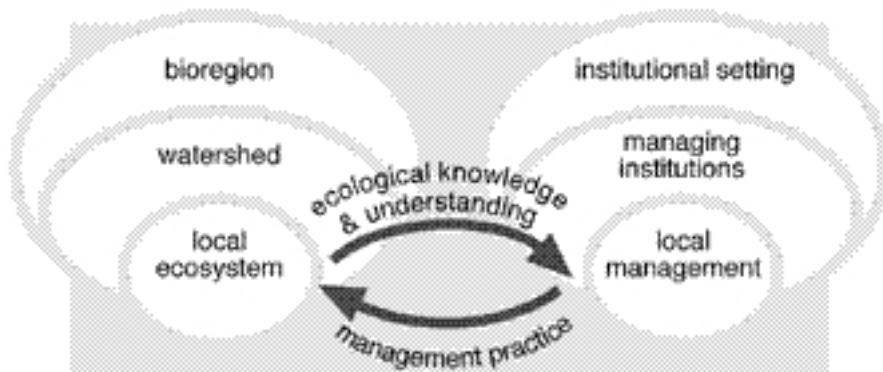 bioregion
watershed
local
ecosystem
ecological knowledge
& understanding
management practice
institutional setting
managing
institutions
local
management